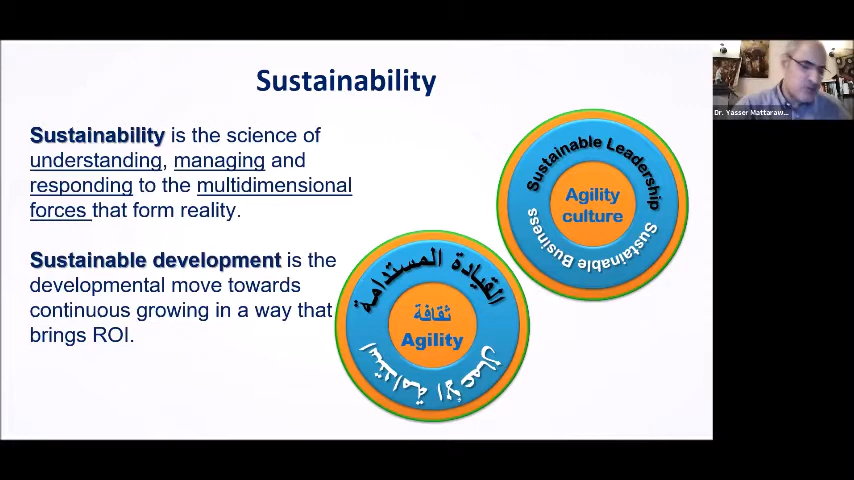 Sustainability
Sustainability is the science of
understanding, managing and
responding to the multidimensional
forces that form reality.
Sustainable development is the
developmental move towards
continuous growing in a way that
brings ROI.
Sustainable Leadership
Agility
culture
Sustainable Business
القيادة المستدامة
ثقافة
Agility
الأعمال المستدامة
Dr. Yasser Mattaraw...